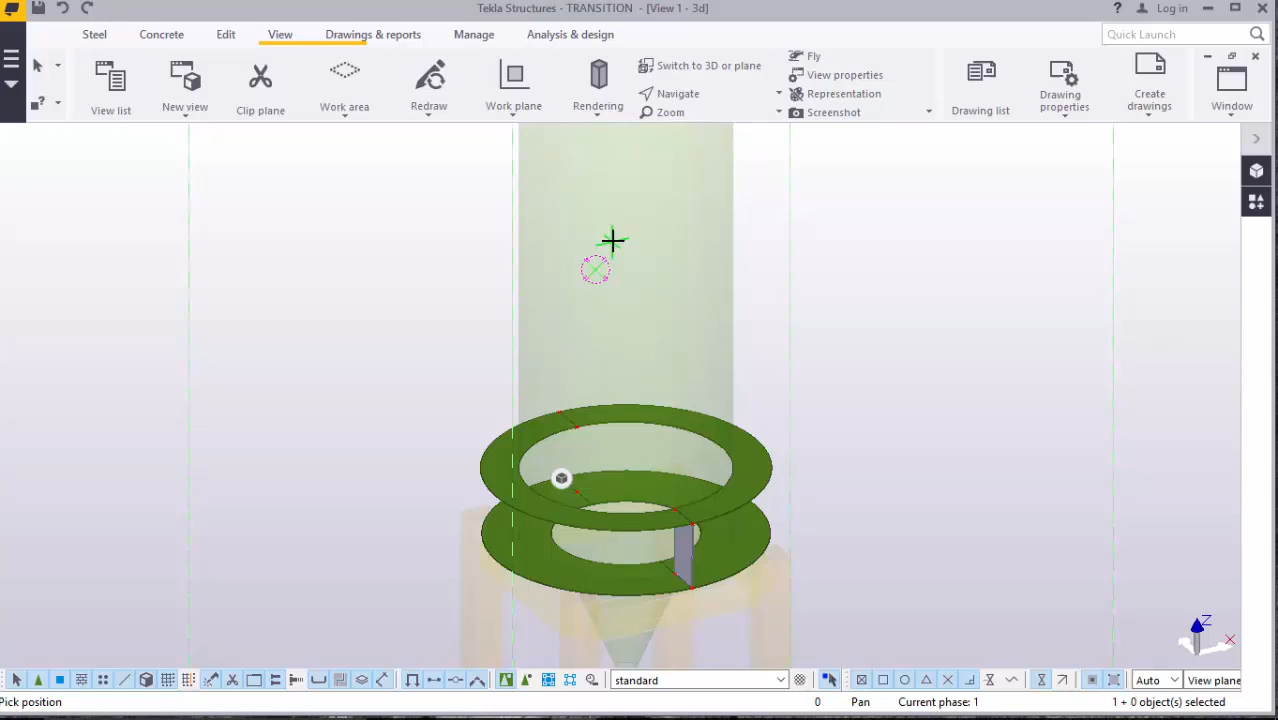 Tekla Structures - TRANSITION - [View 1 - 3d]
Log in
Steel
Concrete
Edit
View
Drawings & reports
Manage
Analysis & design
Quick Launch
View list
New view
Clip plane
Work area
Redraw
Work plane
Rendering
Switch to 3D or plane
Navigate
Zoom
Fly
View properties
Representation
Screenshot
Drawing list
Drawing
properties
Create
drawings
Window
Z
X
standard
Auto
View plane
Pick position
0
Pan
Current phase: 1
1 + 0 object(s) selected